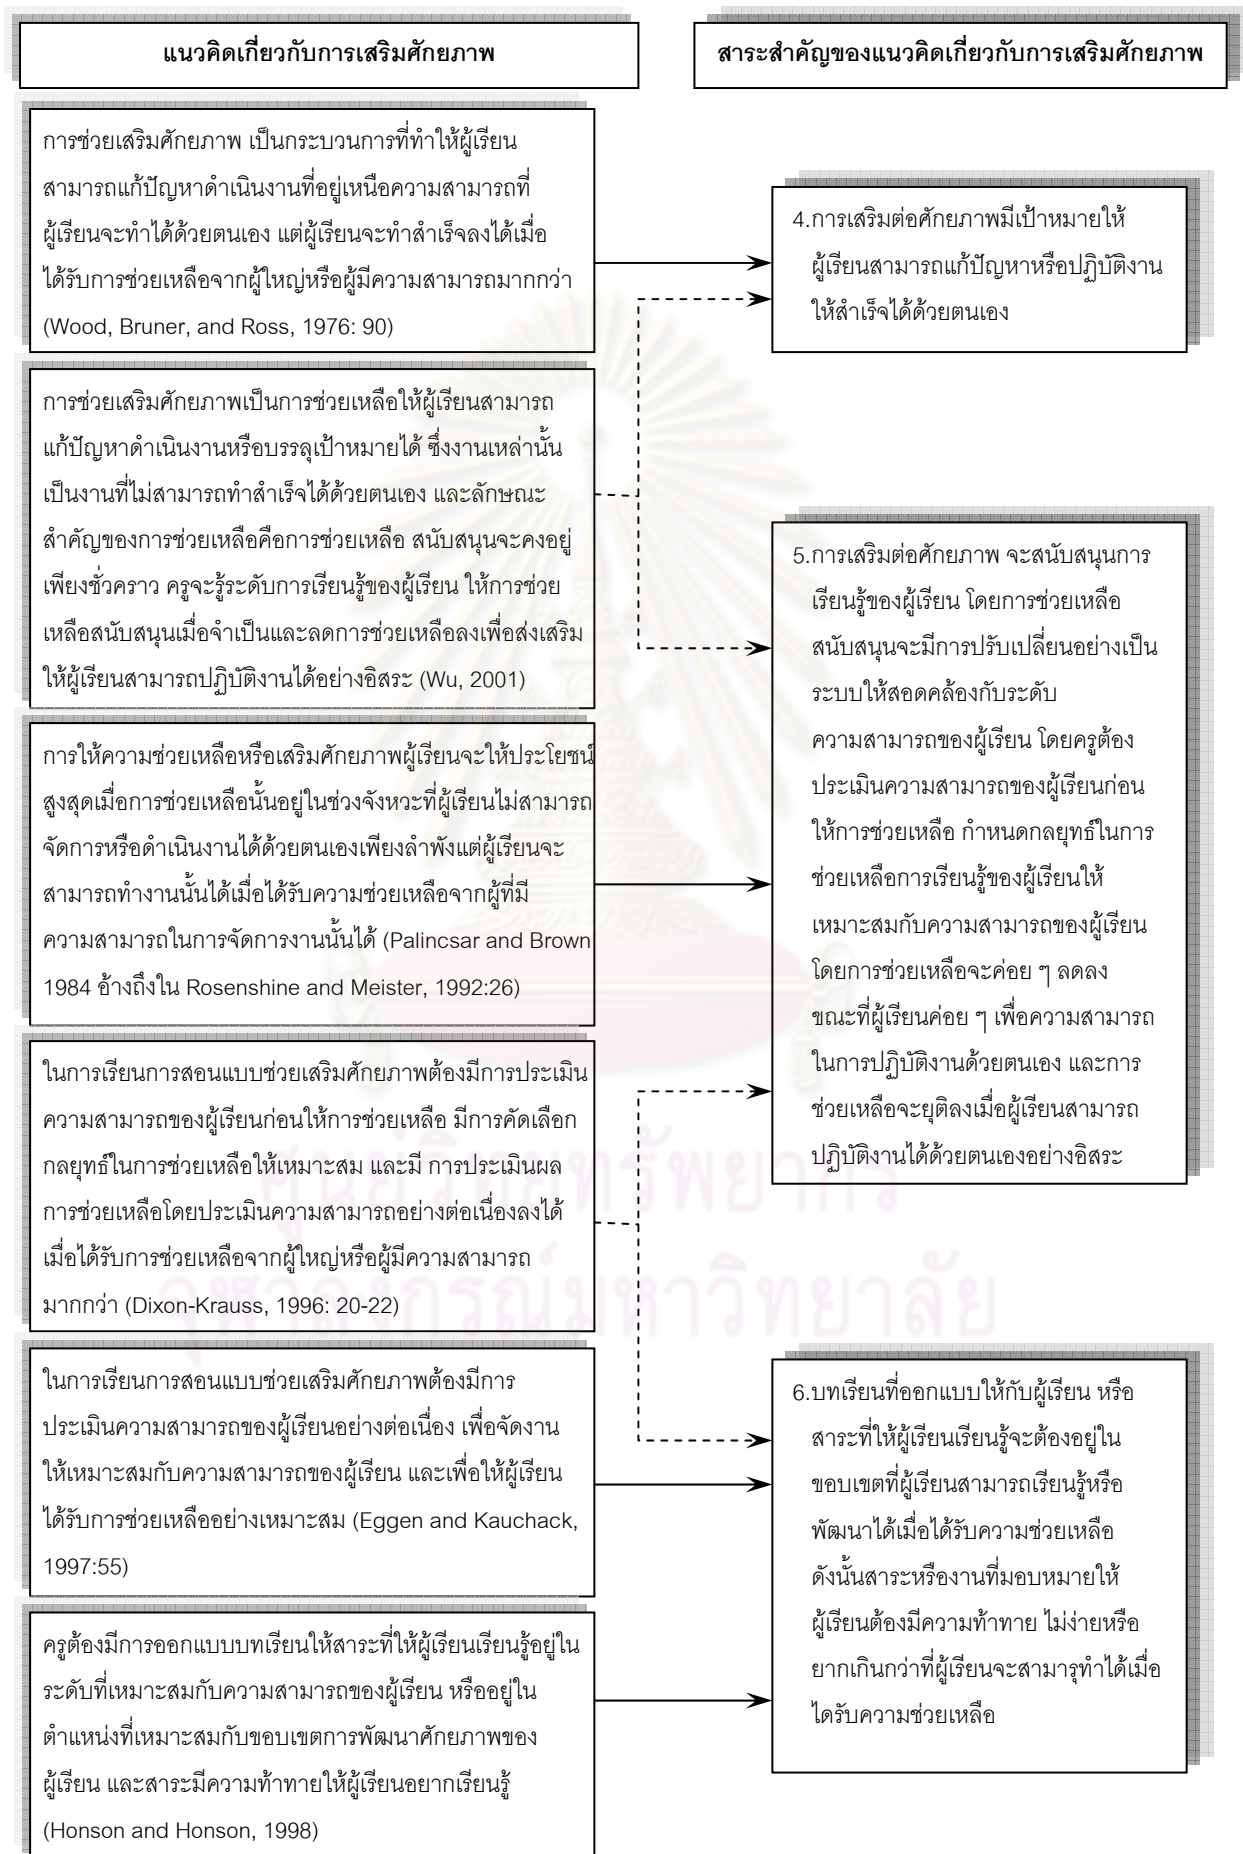 แนวคิดเกี่ยวกับการเสริมศักยภาพ
สาระสำคัญของแนวคิดเกี่ยวกับการเสริมศักยภาพ
การช่วยเสริมศักยภาพ เป็นกระบวนการที่ทำให้ผู้เรียน
สามารถแก้ปัญหาดำเนินงานที่อยู่เหนือความสามารถที่
ผู้เรียนจะทำได้ด้วยตนเอง แต่ผู้เรียนจะทำสำเร็จลงได้เมื่อ
ได้รับการช่วยเหลือจากผู้ใหญ่หรือผู้มีความสามารถมากกว่า
(Wood, Bruner, and Ross, 1976: 90)
การช่วยเสริมศักยภาพเป็นการช่วยเหลือให้ผู้เรียนสามารถ
แก้ปัญหาดำเนินงานหรือบรรลุเป้าหมายได้ ซึ่งงานเหล่านั้น
เป็นงานที่ไม่สามารถทำสำเร็จได้ด้วยตนเอง และลักษณะ
สำคัญของการช่วยเหลือคือการช่วยเหลือ สนับสนุนจะคงอยู่
เพียงชั่วคราว ครูจะรู้ระดับการเรียนรู้ของผู้เรียน ให้การช่วย
เหลือสนับสนุนเมื่อจำเป็นและลดการช่วยเหลือลงเพื่อส่งเสริม
ให้ผู้เรียนสามารถปฏิบัติงานได้อย่างอิสระ (Wu, 2001)
การให้ความช่วยเหลือหรือเสริมศักยภาพผู้เรียนจะให้ประโยชน์
สูงสุดเมื่อการช่วยเหลือนั้นอยู่ในช่วงจังหวะที่ผู้เรียนไม่สามารถ
จัดการหรือดำเนินงานได้ด้วยตนเองเพียงลำพังแต่ผู้เรียนจะ
สามารถทำงานนั้นได้เมื่อได้รับความช่วยเหลือจากผู้ที่มี
ความสามารถในการจัดการงานนั้นได้ (Palincsar and Brown
1984 อ้างถึงใน Rosenshine and Meister, 1992:26)
ในการเรียนการสอนแบบช่วยเสริมศักยภาพต้องมีการประเมิน
ความสามารถของผู้เรียนก่อนให้การช่วยเหลือ มีการคัดเลือก
กลยุทธ์ในการช่วยเหลือให้เหมาะสม และมี การประเมินผล
การช่วยเหลือโดยประเมินความสามารถอย่างต่อเนื่องลงได้
เมื่อได้รับการช่วยเหลือจากผู้ใหญ่หรือผู้มีความสามารถ
มากกว่า (Dixon-Krauss, 1996: 20-22)
ในการเรียนการสอนแบบช่วยเสริมศักยภาพต้องมีการ
ประเมินความสามารถของผู้เรียนอย่างต่อเนื่อง เพื่อจัดงาน
ให้เหมาะสมกับความสามารถของผู้เรียน และเพื่อให้ผู้เรียน
ได้รับการช่วยเหลืออย่างเหมาะสม (Eggen and Kauchack,
1997:55)
ครูต้องมีการออกแบบบทเรียนให้สาระที่ให้ผู้เรียนเรียนรู้อยู่ใน
ระดับที่เหมาะสมกับความสามารถของผู้เรียน หรืออยู่ใน
ตำแหน่งที่เหมาะสมกับขอบเขตการพัฒนาศักยภาพของ
ผู้เรียน และสาระมีความท้าทายให้ผู้เรียนอยากเรียนรู้
(Honson and Honson, 1998)
4.การเสริมต่อศักยภาพมีเป้าหมายให้
ผู้เรียนสามารถแก้ปัญหาหรือปฏิบัติงาน
ให้สำเร็จได้ด้วยตนเอง
5.การเสริมต่อศักยภาพ จะสนับสนุนการ
เรียนรู้ของผู้เรียน โดยการช่วยเหลือ
สนับสนุนจะมีการปรับเปลี่ยนอย่างเป็น
ระบบให้สอดคล้องกับระดับ
ความสามารถของผู้เรียน โดยครูต้อง
ประเมินความสามารถของผู้เรียนก่อน
ให้การช่วยเหลือ กำหนดกลยุทธ์ในการ
ช่วยเหลือการเรียนรู้ของผู้เรียนให้
เหมาะสมกับความสามารถของผู้เรียน
โดยการช่วยเหลือจะค่อย ๆ ลดลง
ขณะที่ผู้เรียนค่อย ๆ เพื่อความสามารถ
ในการปฏิบัติงานด้วยตนเอง และการ
ช่วยเหลือจะยุติลงเมื่อผู้เรียนสามารถ
ปฏิบัติงานได้ด้วยตนเองอย่างอิสระ
6.บทเรียนที่ออกแบบให้กับผู้เรียน หรือ
สาระที่ให้ผู้เรียนเรียนรู้จะต้องอยู่ใน
ขอบเขตที่ผู้เรียนสามารถเรียนรู้หรือ
พัฒนาได้เมื่อได้รับความช่วยเหลือ
ดังนั้นสาระหรืองานที่มอบหมายให้
ผู้เรียนต้องมีความท้าทาย ไม่ง่ายหรือ
ยากเกินกว่าที่ผู้เรียนจะสามารุทำได้เมื่อ
ไดรับความช่วยเหลือ
ศูนย์วิทยทรัพยากร
จุฬาลงกรณ์มหาวิทยาลัย